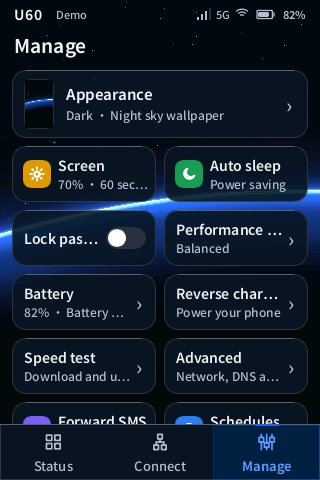 U60 Demo 5G 82%
Manage
Appearance
Dark • Night sky wallpaper
Screen
70% • 60 sec…
Auto sleep
Power saving
Lock pas…
Performance …
Balanced
Battery
82% • Battery …
Reverse char…
Power your phone
Speed test
Download and u…
Advanced
Network, DNS a…
Forward SMS
Schedules
Status
Connect
Manage